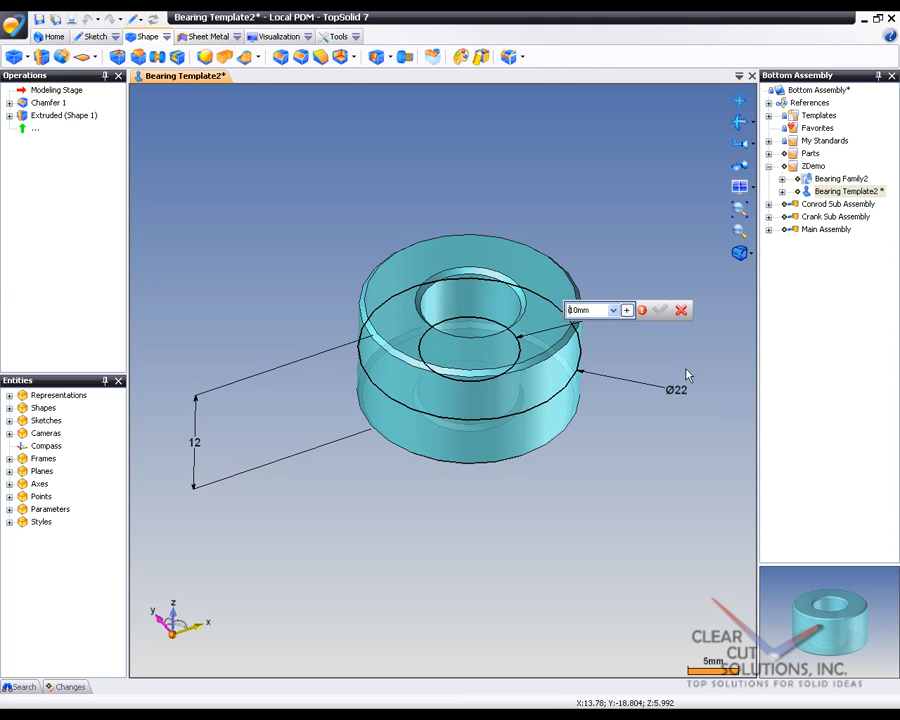 Bearing Template2* - Local PDM - TopSolid 7
Home Sketch Shape Sheet Metal Visualization Tools
Operations
Modeling Stage
Chamfer 1
Extruded (Shape 1)
...
Entities
Representations
Shapes
Sketches
Cameras
Compass
Frames
Planes
Axes
Points
Parameters
Styles
Search Changes
Bearing Template2*
10mm
Ø22
12
z
y
x
5mm
X:13.78; Y:-18.804; Z:5.992
Bottom Assembly
Bottom Assembly*
References
Templates
Favorites
My Standards
Parts
ZDemo
Bearing Family2
Bearing Template2 *
Conrod Sub Assembly
Crank Sub Assembly
Main Assembly
CLEAR
CUT
SOLUTIONS, INC.
TOP SOLUTIONS FOR SOLID IDEAS